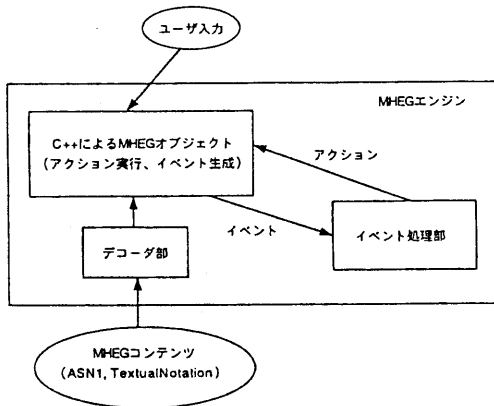 ユーザ入力
MHEGエンジン
C++によるMHEGオブジェクト
(アクション実行、イベント生成)
アクション
イベント
イベント処理部
デコーダ部
MHEGコンテンツ
(ASN1, TextualNotation)